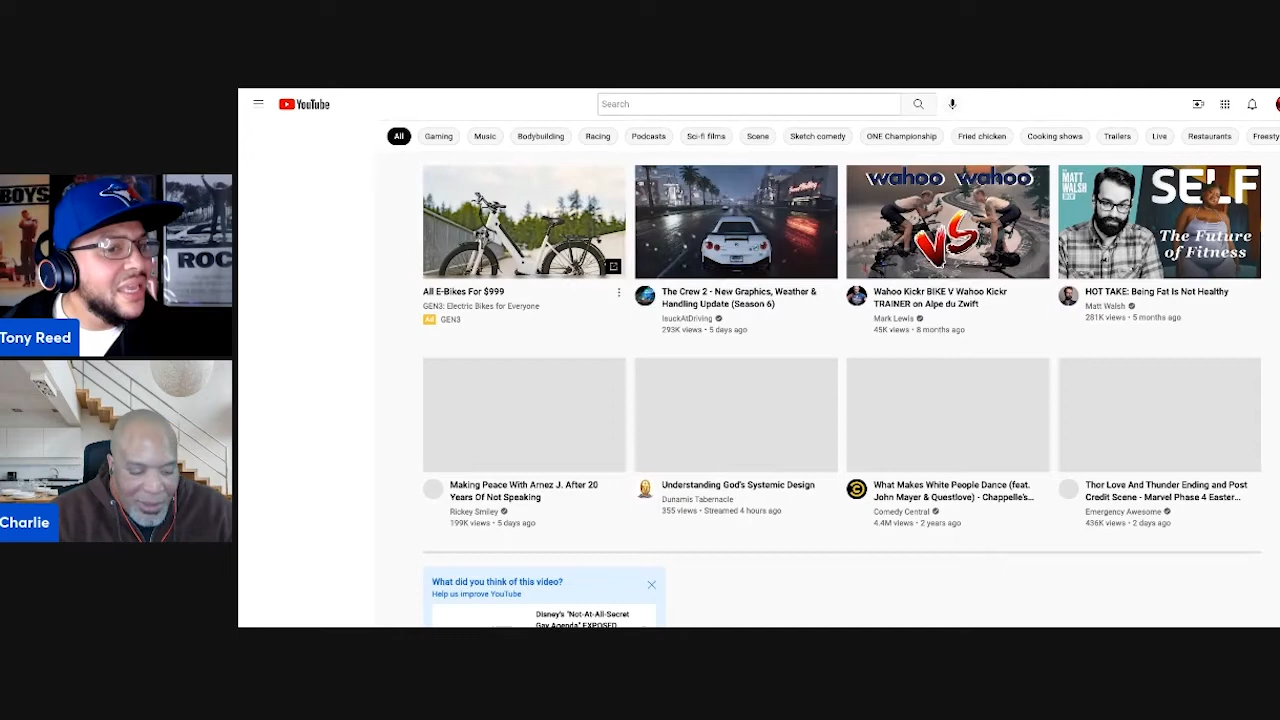 YouTube
Search
All
Gaming
Music
Bodybuilding
Racing
Podcasts
Sci-fi films
Scene
Sketch comedy
ONE Championship
Fried chicken
Cooking shows
Trailers
Live
Restaurants
Freesty
BOYS
ROC
Tony Reed
Charlie
wahoo wahoo
VS
MATT
WALSH
SELF
The Future
of Fitness
All E-Bikes For $999
GEN3: Electric Bikes for Everyone
Ad GEN3
The Crew 2 - New Graphics, Weather &
Handling Update (Season 6)
IsuckAtDriving
293K views • 5 days ago
Wahoo Kickr BIKE V Wahoo Kickr
TRAINER on Alpe du Zwift
Mark Lewis
45K views • 8 months ago
HOT TAKE: Being Fat Is Not Healthy
Matt Walsh
281K views • 5 months ago
Making Peace With Arnez J. After 20
Years Of Not Speaking
Rickey Smiley
199K views • 5 days ago
Understanding God's Systemic Design
Dunamis Tabernacle
355 views • Streamed 4 hours ago
What Makes White People Dance (feat.
John Mayer & Questlove) - Chappelle's...
Comedy Central
4.4M views • 2 years ago
Thor Love And Thunder Ending and Post
Credit Scene - Marvel Phase 4 Easter...
Emergency Awesome
436K views • 2 days ago
What did you think of this video?
Help us improve YouTube
Disney's "Not-At-All-Secret
Gay Agenda" EXPOSED